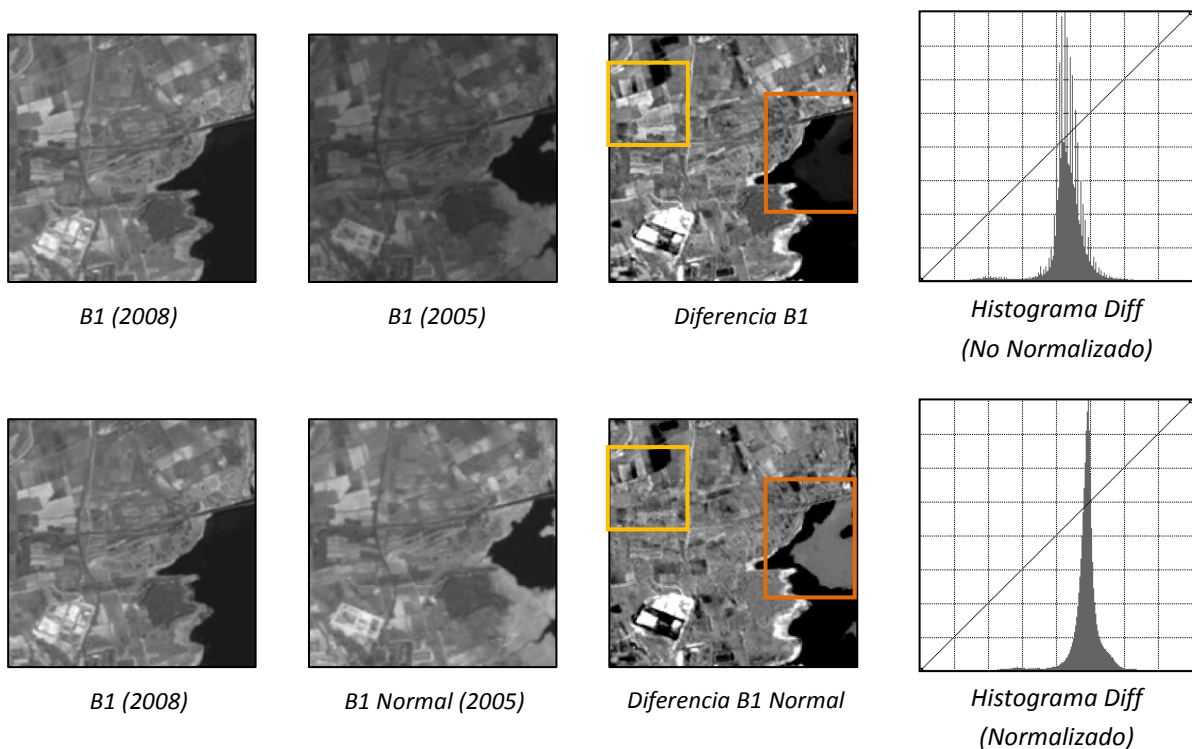 B1 (2008)
B1 (2005)
Diferencia B1
Histograma Diff
(No Normalizado)
B1 (2008)
B1 Normal (2005)
Diferencia B1 Normal
Histograma Diff
(Normalizado)